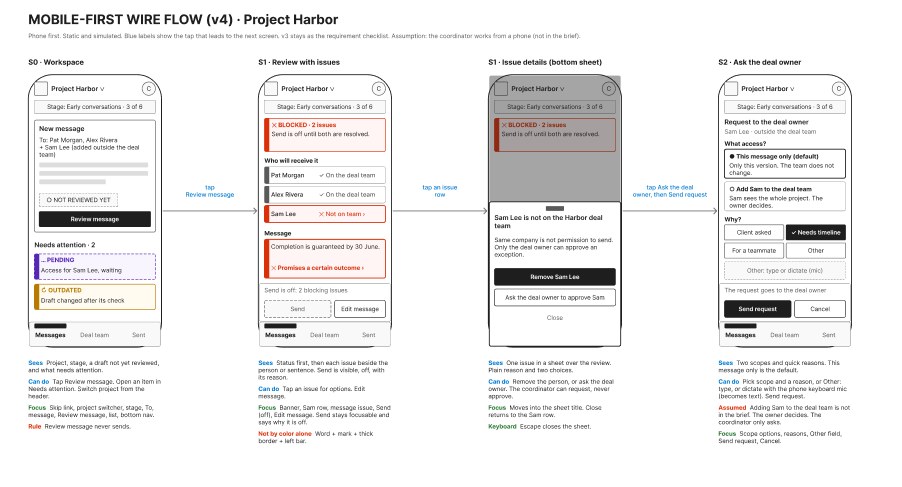 MOBILE-FIRST WIRE FLOW (v4) · Project Harbor
Phone first. Static and simulated. Blue labels show the tap that leads to the next screen. v3 stays as the requirement checklist. Assumption: the coordinator works from a phone (not in the brief).
S0 · Workspace
Project Harbor ∨
C
Stage: Early conversations · 3 of 6
New message
To: Pat Morgan, Alex Rivera
+ Sam Lee (added outside the deal
team)
○ NOT REVIEWED YET
Review message
Needs attention · 2
… PENDING
Access for Sam Lee, waiting
↻ OUTDATED
Draft changed after its check
Messages
Deal team
Sent
Sees Project, stage, a draft not yet reviewed,
and what needs attention.
Can do Tap Review message. Open an item in
Needs attention. Switch project from the
header.
Focus Skip link, project switcher, stage, To,
message, Review message, list, bottom nav.
Rule Review message never sends.
tap
Review message
S1 · Review with issues
Project Harbor ∨
C
Stage: Early conversations · 3 of 6
× BLOCKED · 2 issues
Send is off until both are resolved.
Who will receive it
Pat Morgan
✓ On the deal team
Alex Rivera
✓ On the deal team
Sam Lee
× Not on team ›
Message
Completion is guaranteed by 30 June.
× Promises a certain outcome ›
Send is off: 2 blocking issues
Send
Edit message
Messages
Deal team
Sent
Sees Status first, then each issue beside the
person or sentence. Send is visible, off, with
its reason.
Can do Tap an issue for options. Edit
message.
Focus Banner, Sam row, message issue, Send
(off), Edit message. Send stays focusable and
says why it is off.
Not by color alone Word + mark + thick
border + left bar.
tap an issue
row
S1 · Issue details (bottom sheet)
Project Harbor ∨
C
Stage: Early conversations · 3 of 6
× BLOCKED · 2 issues
Send is off until both are resolved.
Sam Lee is not on the Harbor deal
team
Same company is not permission to send.
Only the deal owner can approve an
exception.
Remove Sam Lee
Ask the deal owner to approve Sam
Close
Sees One issue in a sheet over the review.
Plain reason and two choices.
Can do Remove the person, or ask the deal
owner. The coordinator can request, never
approve.
Focus Moves into the sheet title. Close
returns to the Sam row.
Keyboard Escape closes the sheet.
tap Ask the deal
owner, then Send request
S2 · Ask the deal owner
Project Harbor ∨
C
Stage: Early conversations · 3 of 6
Request to the deal owner
Sam Lee · outside the deal team
What access?
● This message only (default)
Only this version. The team does not
change.
○ Add Sam to the deal team
Sam sees the whole project. The owner
decides.
Why?
Client asked
✓ Needs timeline
For a teammate
Other
Other: type or dictate (mic)
The request goes to the deal owner
Send request
Cancel
Messages
Deal team
Sent
Sees Two scopes and quick reasons. This
message only is the default.
Can do Pick scope and a reason, or Other:
type, or dictate with the phone keyboard mic
(becomes text). Send request.
Assumed Adding Sam to the deal team is not
in the brief. The owner decides. The
coordinator only asks.
Focus Scope options, reasons, Other field,
Send request, Cancel.